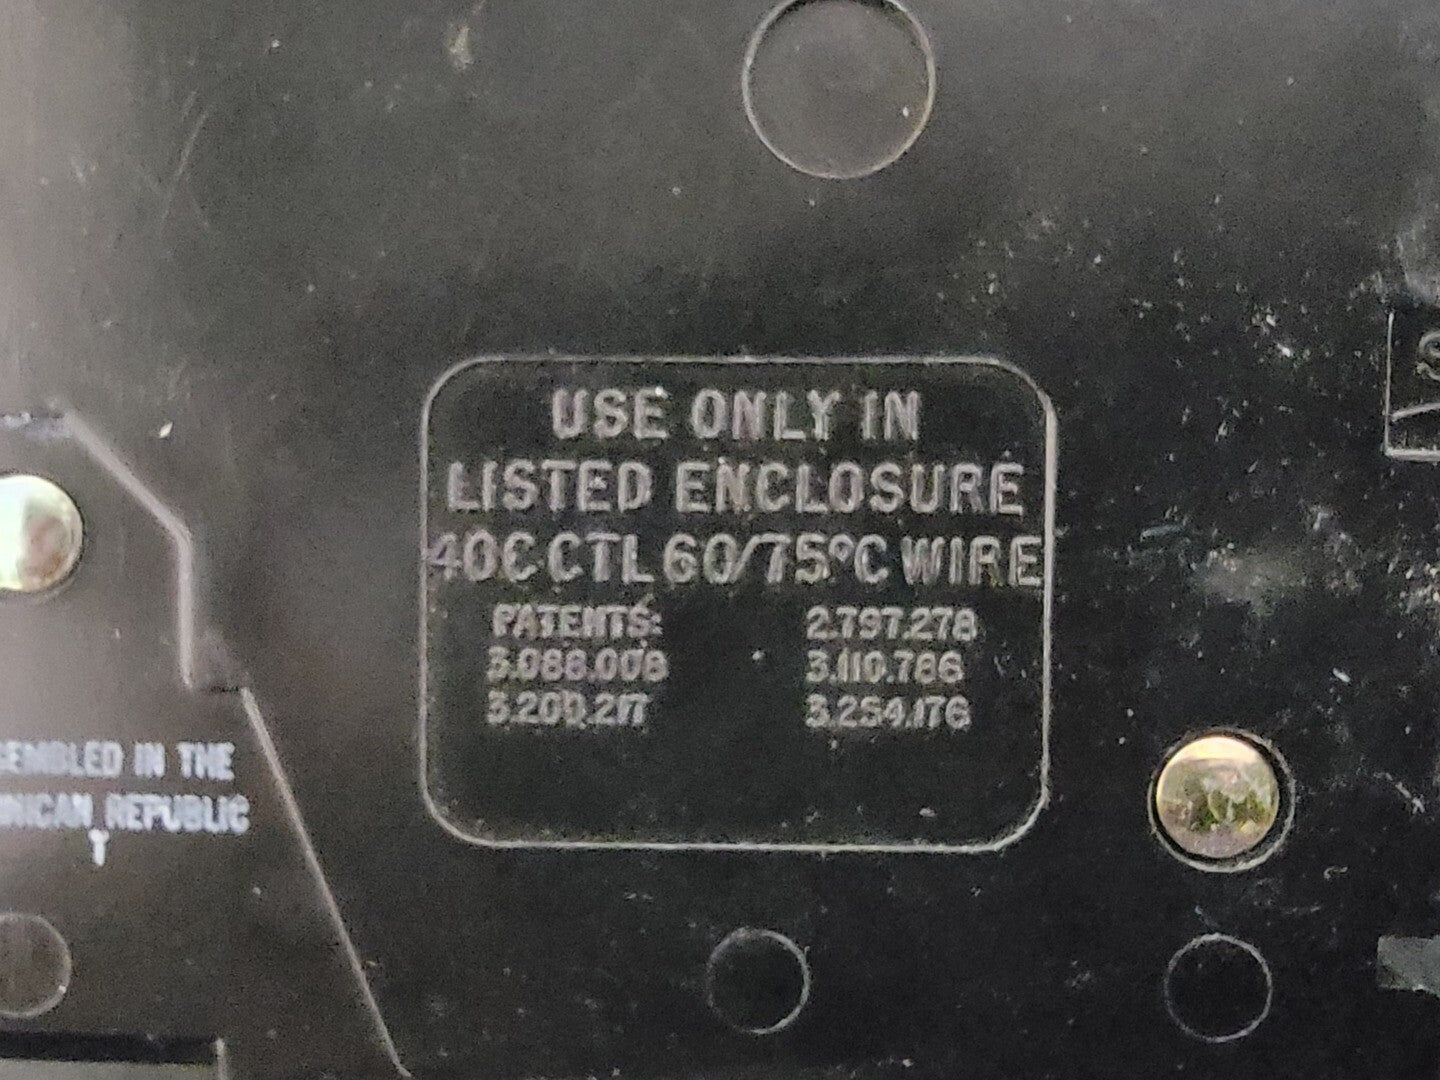 USE ONLY IN
LISTED ENCLOSURE
40C CTL 60/75°C WIRE
PATENTS: 2.797.278
3.088.008 3.110.786
3.200.217 3.254.176
SEMBLED IN THE
NICAN REPUBLIC
T